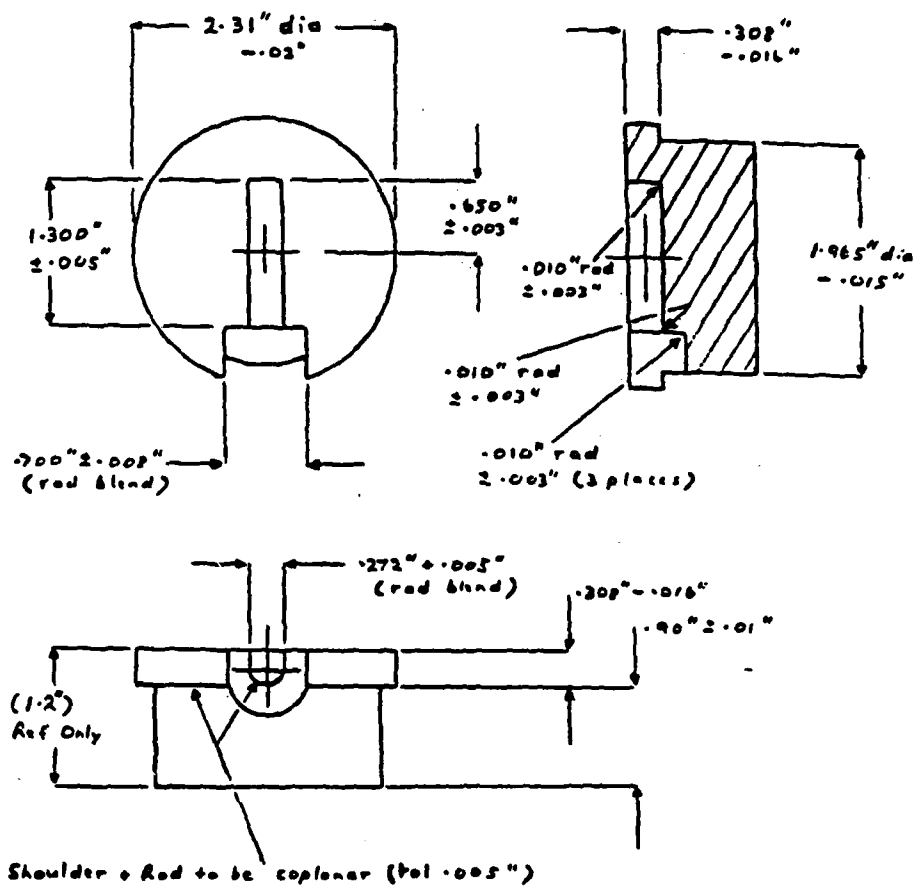 2.31" dia
-.02"
.308"
-.016"
1.300"
±.005"
.650"
±.003"
.010" rad
±.003"
1.965" dia
-.015"
.010" rad
±.003"
.700" ±.008"
(rad blend)
.010" rad
±.003" (3 places)
.272" + .005"
(rad blend)
.308" - .016"
.90" ± .01"
(1.2")
Ref Only
Shoulder + Rad to be coplanar (tol .005")